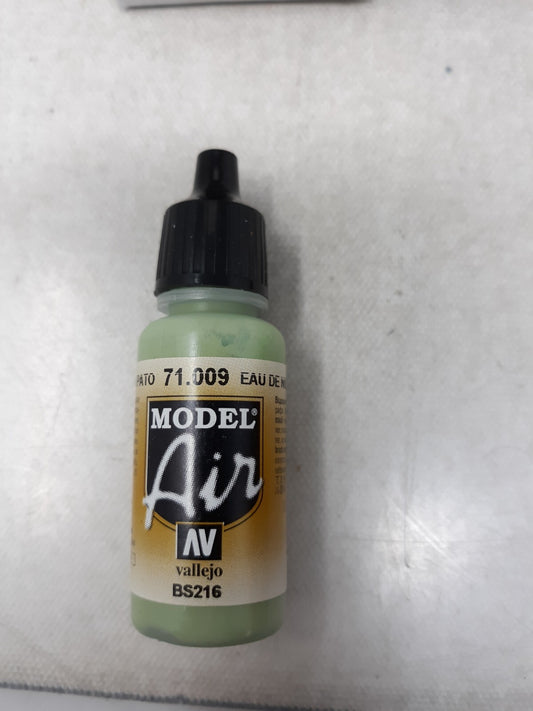 PATO 71.009 EAU DE N
MODEL®
Air
AV
vallejo
BS216